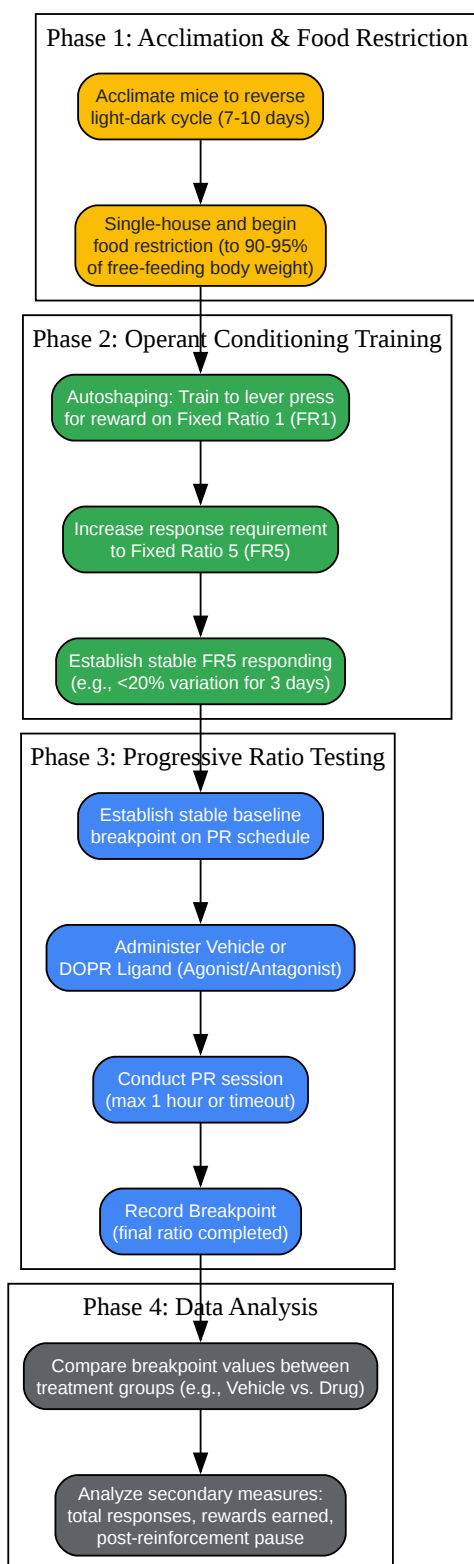 Phase 1: Acclimation & Food Restriction
Acclimate mice to reverse
light-dark cycle (7-10 days)
Single-house and begin
food restriction (to 90-95%
of free-feeding body weight)
Phase 2: Operant Conditioning Training
Autoshaping: Train to lever press
for reward on Fixed Ratio 1 (FR1)
Increase response requirement
to Fixed Ratio 5 (FR5)
Establish stable FR5 responding
(e.g., <20% variation for 3 days)
Phase 3: Progressive Ratio Testing
Establish stable baseline
breakpoint on PR schedule
Administer Vehicle or
DOPR Ligand (Agonist/Antagonist)
Conduct PR session
(max 1 hour or timeout)
Record Breakpoint
(final ratio completed)
Phase 4: Data Analysis
Compare breakpoint values between
treatment groups (e.g., Vehicle vs. Drug)
Analyze secondary measures:
total responses, rewards earned,
post-reinforcement pause